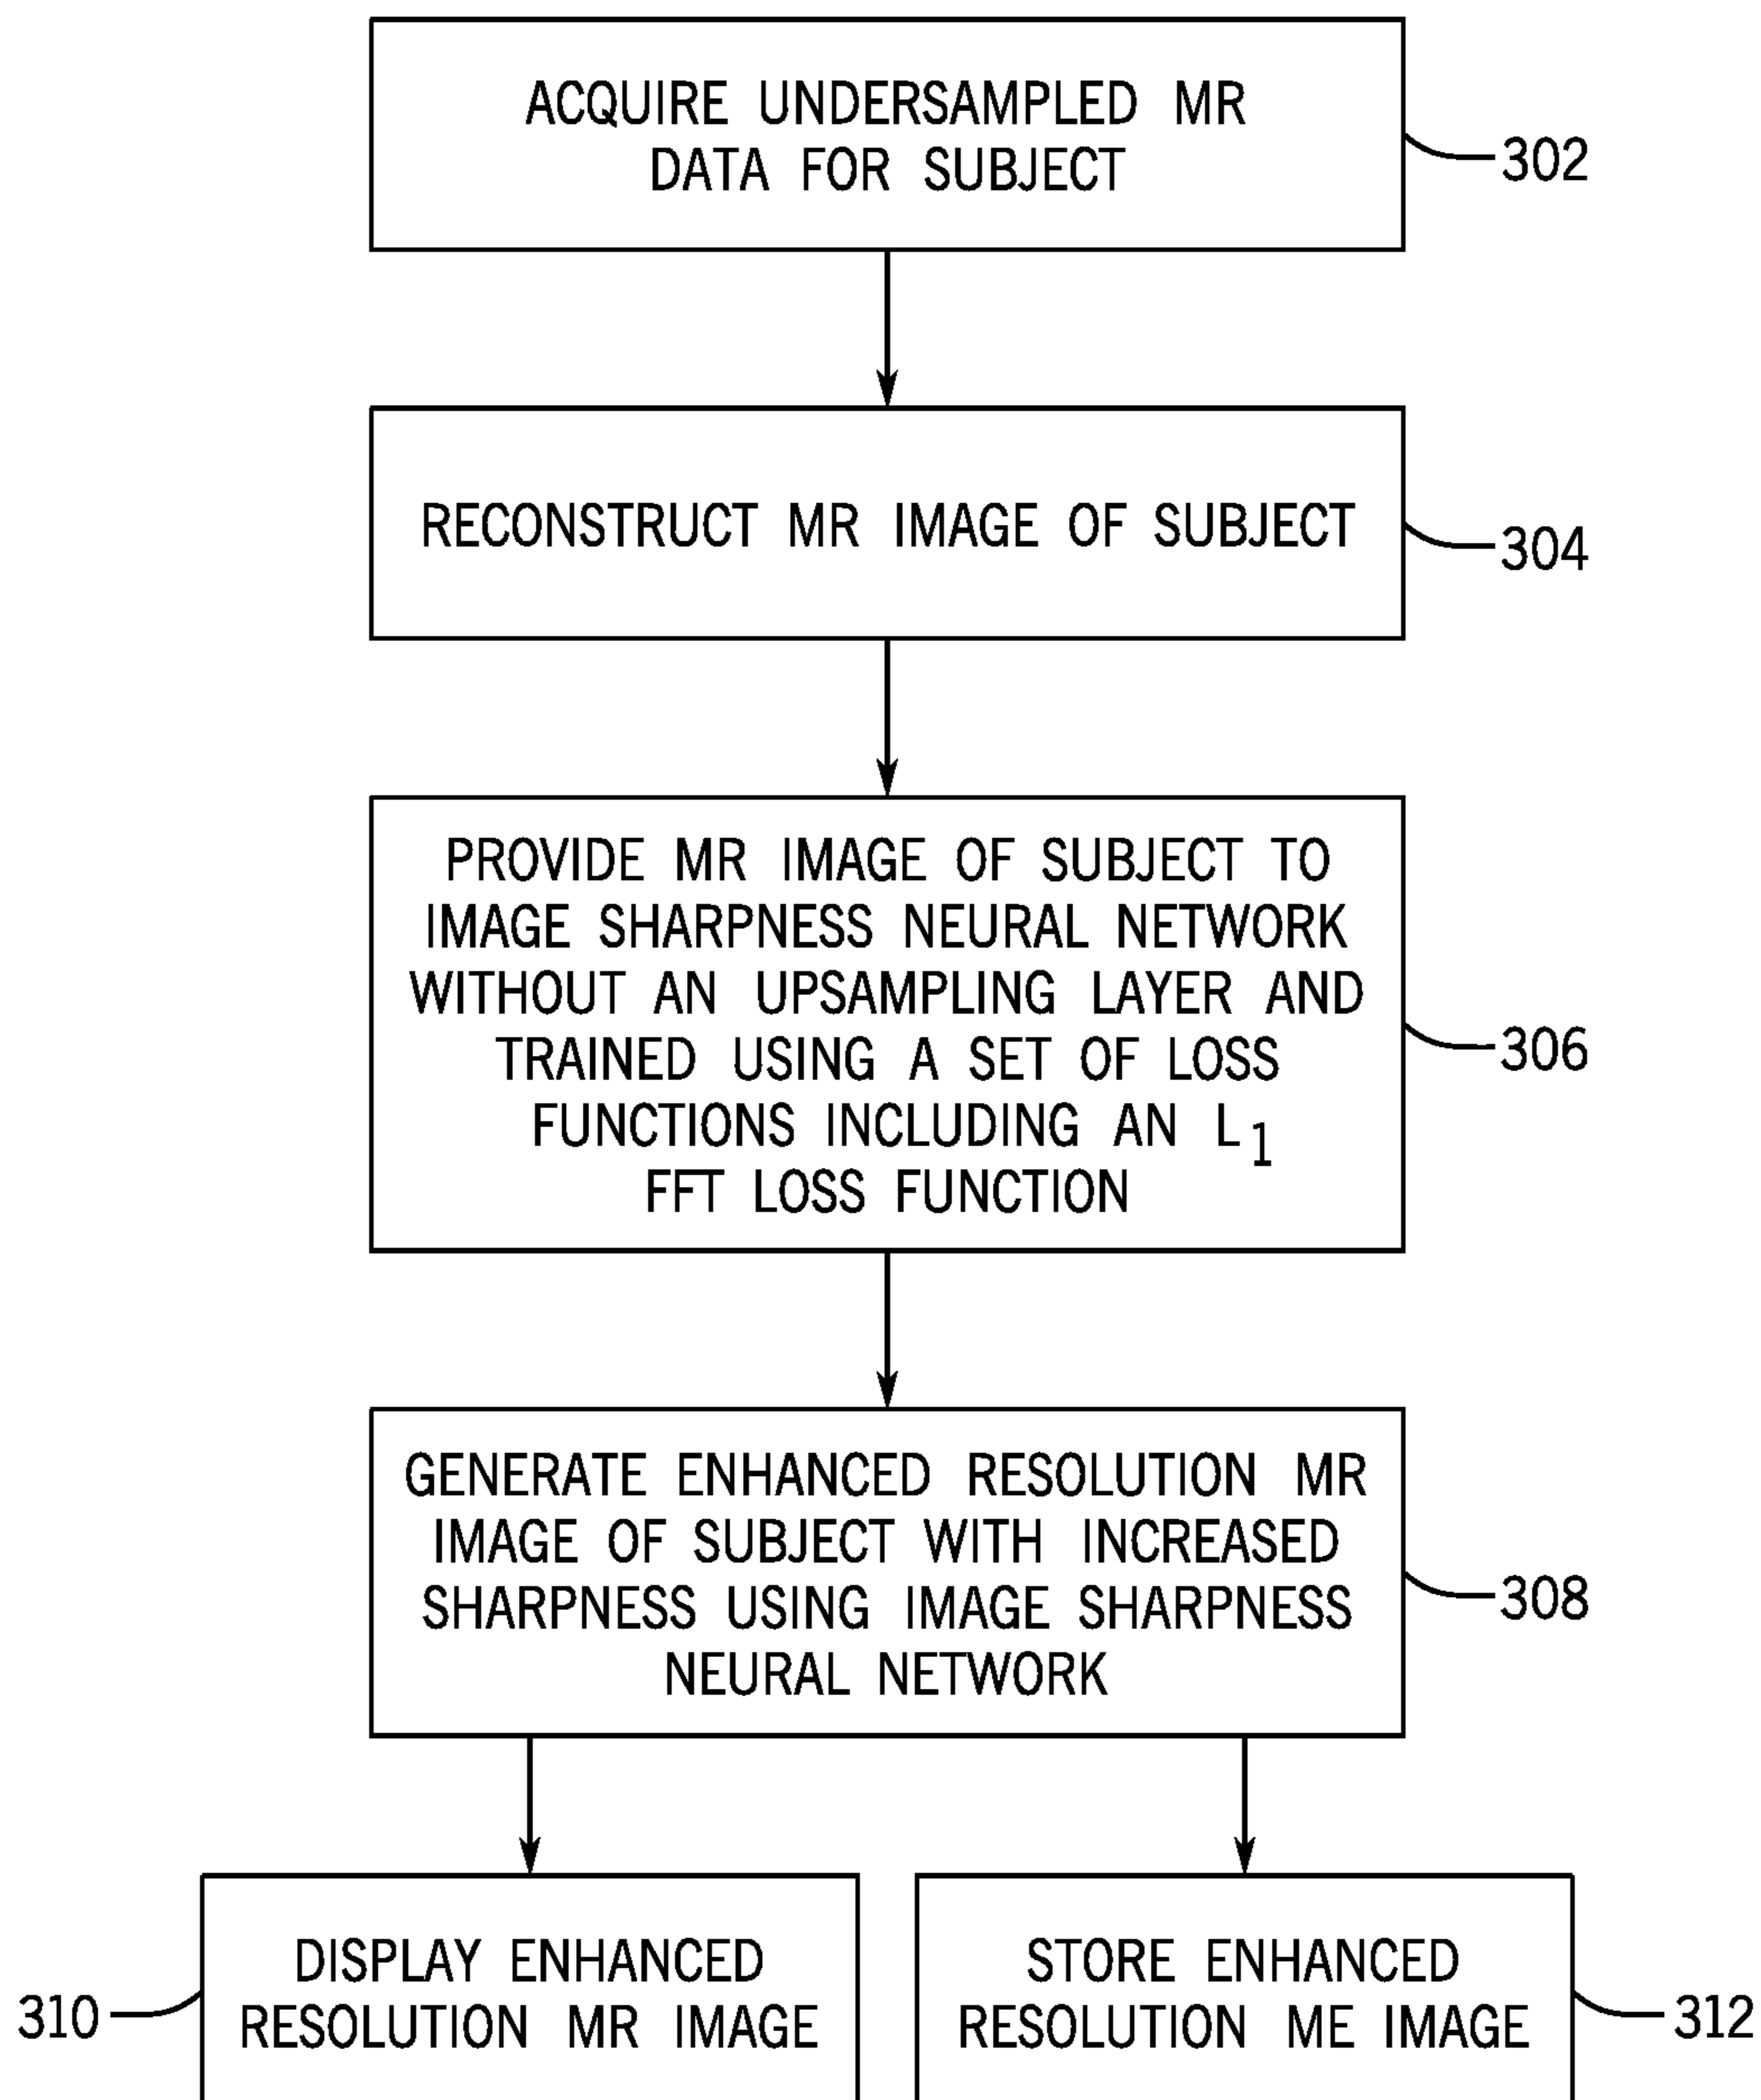 ACQUIRE UNDERSAMPLED MR
DATA FOR SUBJECT
302
RECONSTRUCT MR IMAGE OF SUBJECT
304
PROVIDE MR IMAGE OF SUBJECT TO
IMAGE SHARPNESS NEURAL NETWORK
WITHOUT AN UPSAMPLING LAYER AND
TRAINED USING A SET OF LOSS
FUNCTIONS INCLUDING AN L1
FFT LOSS FUNCTION
306
GENERATE ENHANCED RESOLUTION MR
IMAGE OF SUBJECT WITH INCREASED
SHARPNESS USING IMAGE SHARPNESS
NEURAL NETWORK
308
DISPLAY ENHANCED
RESOLUTION MR IMAGE
310
STORE ENHANCED
RESOLUTION ME IMAGE
312